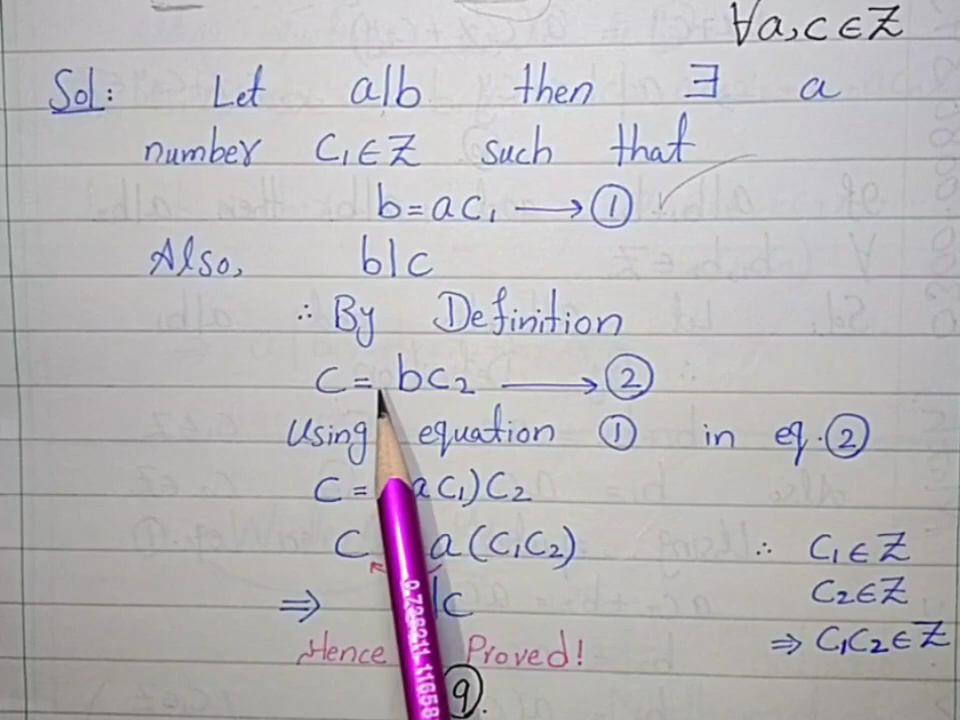 ∀a,c∈Z
Sol: Let a|b then ∃ a
number C₁∈Z such that
b=ac₁ → ①
Also, b|c
∴ By Definition
c= bc₂ → ②
Using equation ① in eq.②
c= ac₁)c₂
c a(c₁c₂) ∴ c₁∈Z
c₂∈Z
⇒ |c
⇒ c₁c₂∈Z
Hence Proved!
9.